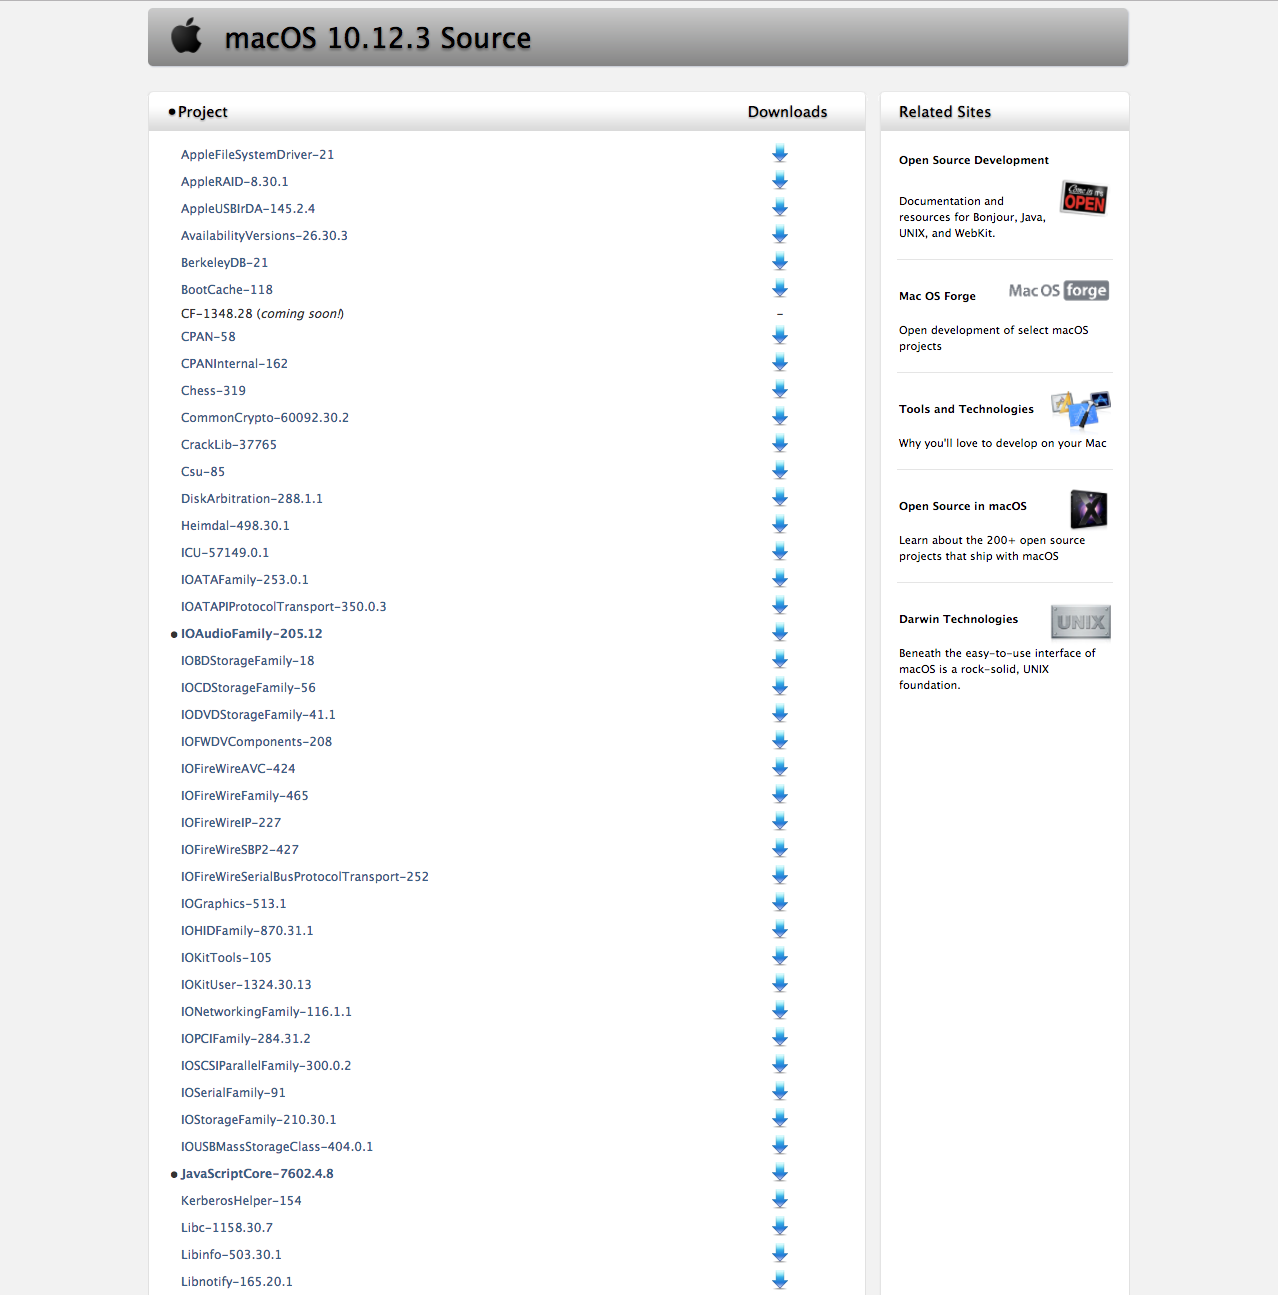 macOS 10.12.3 Source
•Project
Downloads
AppleFileSystemDriver-21
AppleRAID-8.30.1
AppleUSBIrDA-145.2.4
AvailabilityVersions-26.30.3
BerkeleyDB-21
BootCache-118
CF-1348.28 (coming soon!) -
CPAN-58
CPANInternal-162
Chess-319
CommonCrypto-60092.30.2
CrackLib-37765
Csu-85
DiskArbitration-288.1.1
Heimdal-498.30.1
ICU-57149.0.1
IOATAFamily-253.0.1
IOATAPIProtocolTransport-350.0.3
• IOAudioFamily-205.12
IOBDStorageFamily-18
IOCDStorageFamily-56
IODVDStorageFamily-41.1
IOFWDVComponents-208
IOFireWireAVC-424
IOFireWireFamily-465
IOFireWireIP-227
IOFireWireSBP2-427
IOFireWireSerialBusProtocolTransport-252
IOGraphics-513.1
IOHIDFamily-870.31.1
IOKitTools-105
IOKitUser-1324.30.13
IONetworkingFamily-116.1.1
IOPCIFamily-284.31.2
IOSCSIParallelFamily-300.0.2
IOSerialFamily-91
IOStorageFamily-210.30.1
IOUSBMassStorageClass-404.0.1
• JavaScriptCore-7602.4.8
KerberosHelper-154
Libc-1158.30.7
Libinfo-503.30.1
Libnotify-165.20.1
Related Sites
Open Source Development
Come in it's
OPEN
Documentation and
resources for Bonjour, Java,
UNIX, and WebKit.
Mac OS Forge
Mac OS forge
Open development of select macOS
projects
Tools and Technologies
Why you'll love to develop on your Mac
Open Source in macOS
X
Learn about the 200+ open source
projects that ship with macOS
Darwin Technologies
UNIX
Beneath the easy-to-use interface of
macOS is a rock-solid, UNIX
foundation.